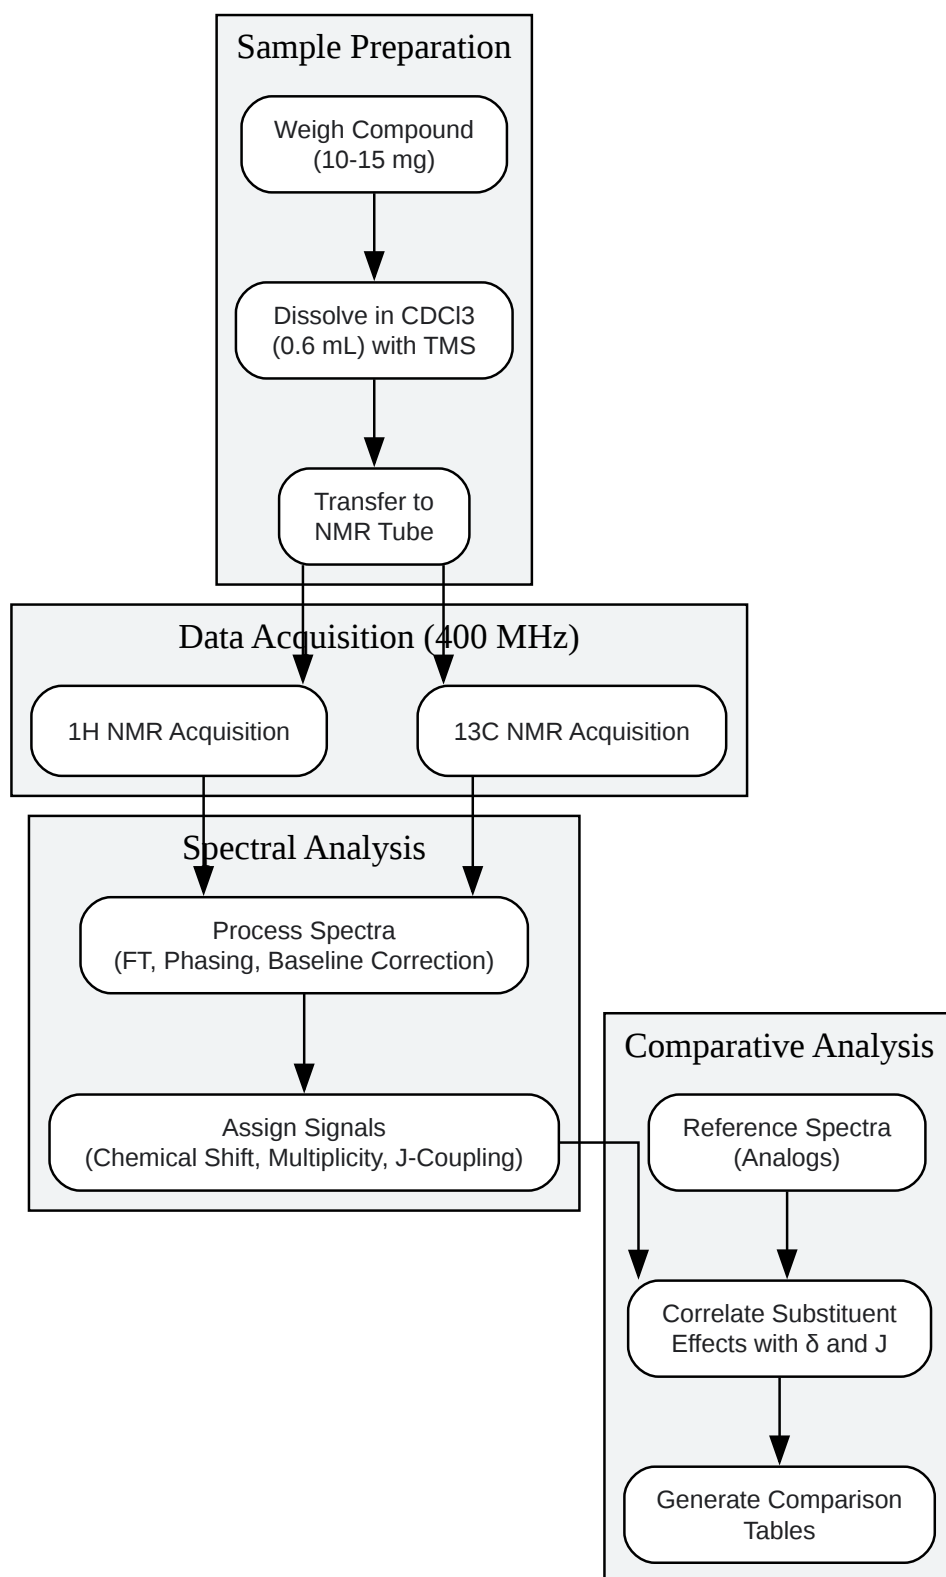 Sample Preparation
Weigh Compound
(10-15 mg)
Dissolve in CDCl3
(0.6 mL) with TMS
Transfer to
NMR Tube
Data Acquisition (400 MHz)
1H NMR Acquisition
13C NMR Acquisition
Spectral Analysis
Process Spectra
(FT, Phasing, Baseline Correction)
Assign Signals
(Chemical Shift, Multiplicity, J-Coupling)
Comparative Analysis
Reference Spectra
(Analogs)
Correlate Substituent
Effects with δ and J
Generate Comparison
Tables